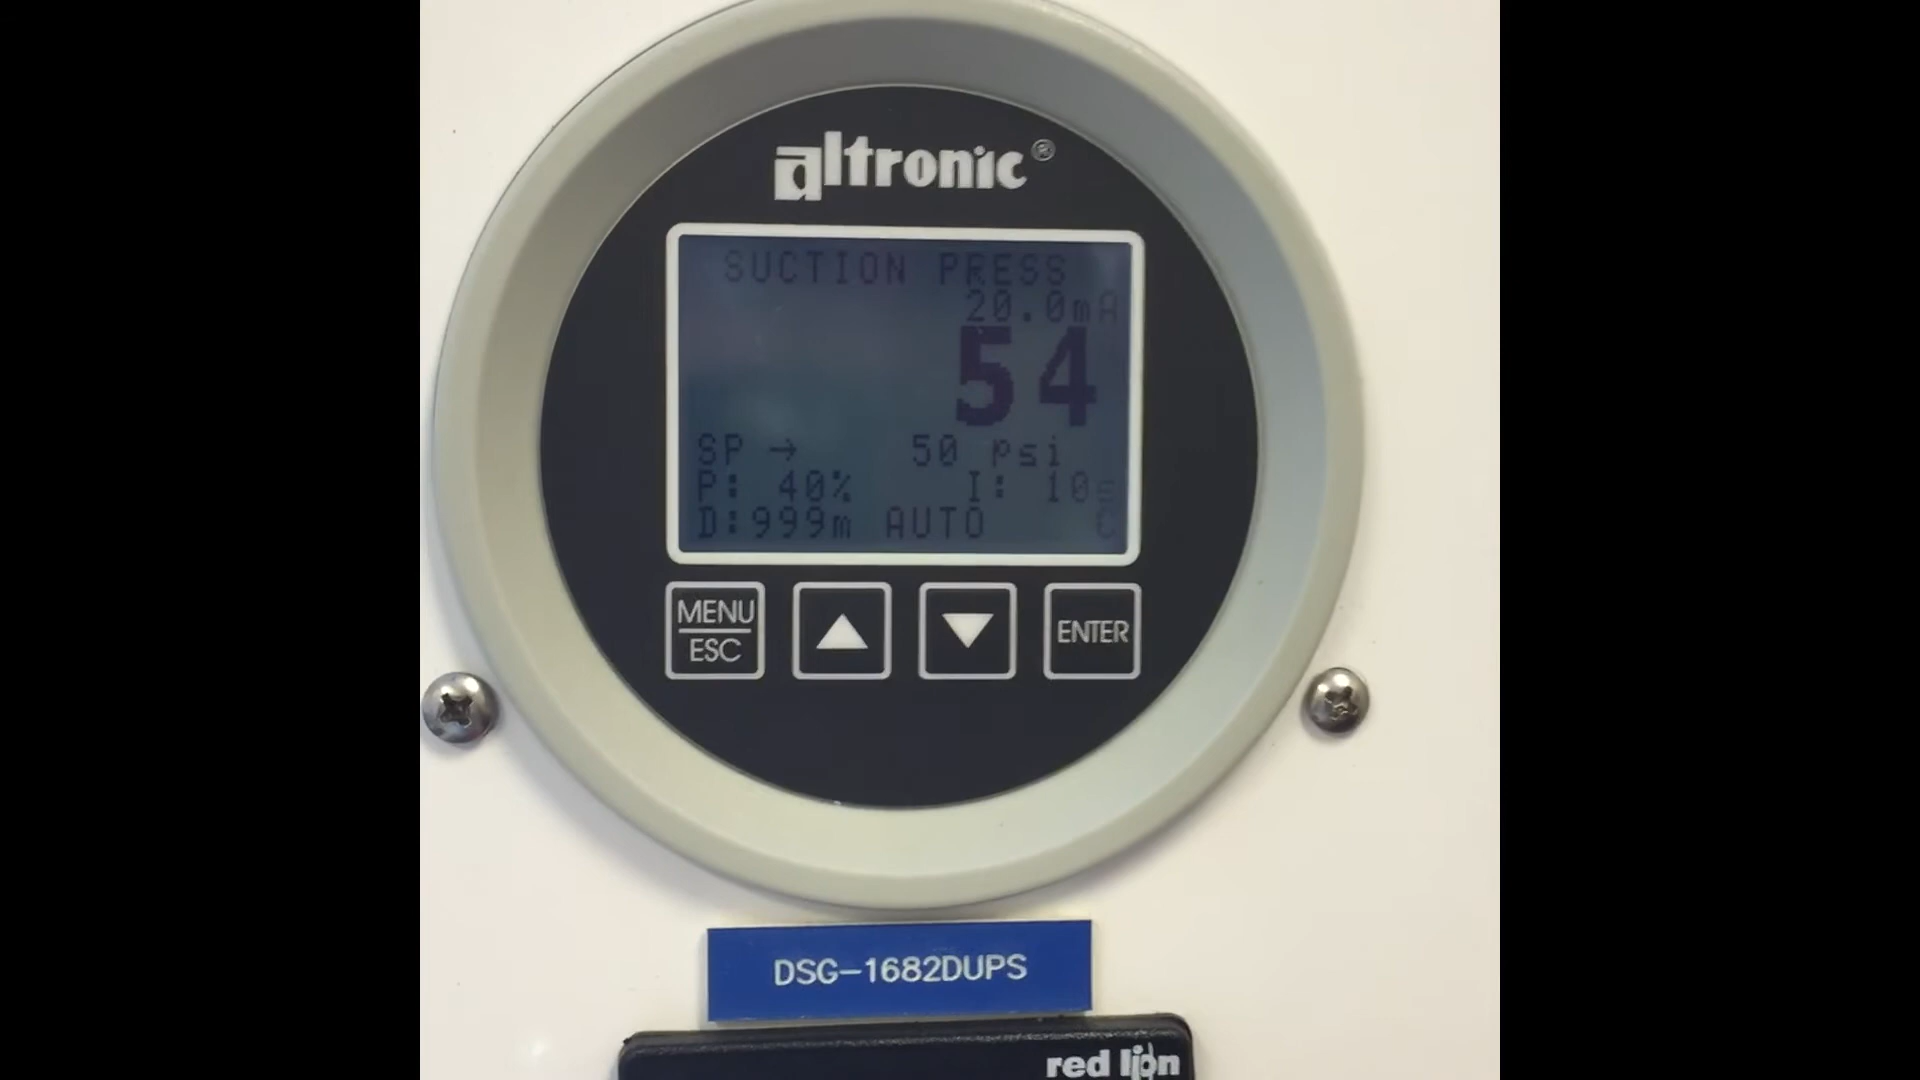 altronic®
SUCTION PRESS
20.0mA
54
SP → 50 psi
P: 40% I: 10s
D:999m AUTO C
MENU
ESC
ENTER
DSG-1682DUPS
red lion